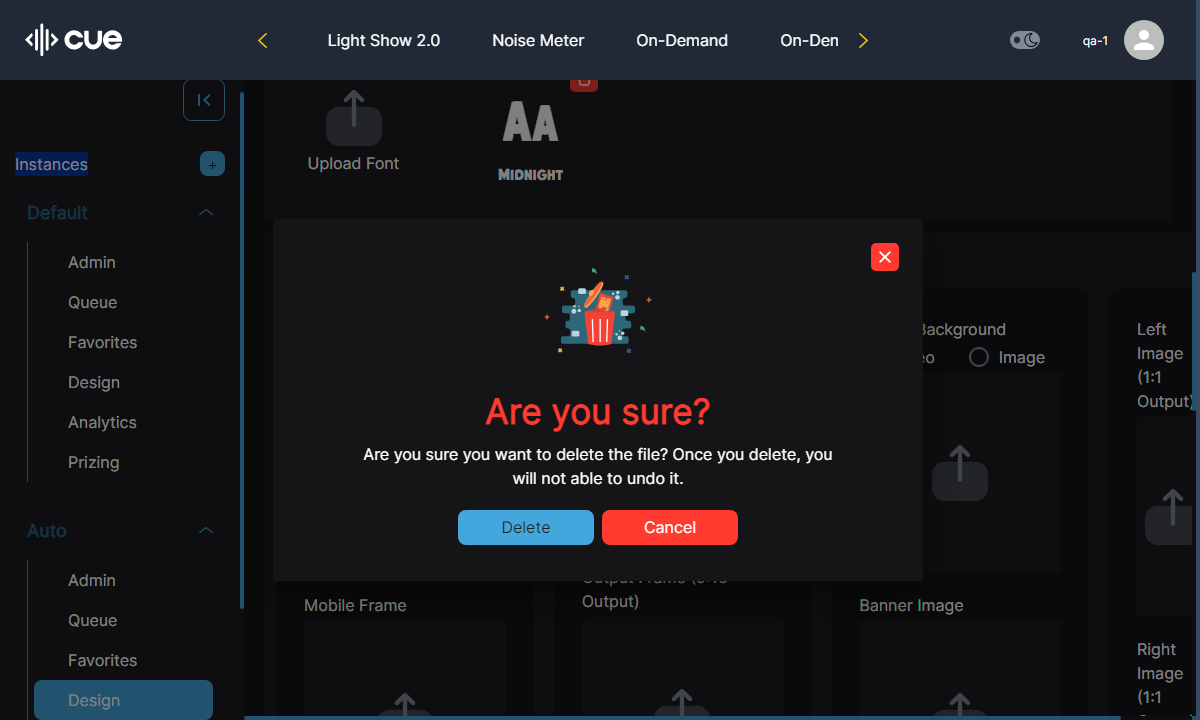 cue
Light Show 2.0
Noise Meter
On-Demand
On-Den
qa-1
Instances
+
Default
Admin
Queue
Favorites
Design
Analytics
Prizing
Auto
Admin
Queue
Favorites
Design
Upload Font
AA
MIDNIGHT
Are you sure?
Are you sure you want to delete the file? Once you delete, you
will not able to undo it.
Delete
Cancel
Background
eo
Image
Left
Image
(1:1
Output)
Mobile Frame
Output Frame (9:16
Output)
Banner Image
Right
Image
(1:1